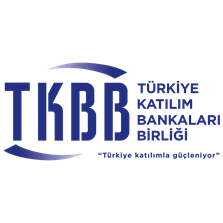 TKBB
TÜRKİYE
KATILIM
BANKALARI
BİRLİĞİ
“Türkiye katılımla güçleniyor”